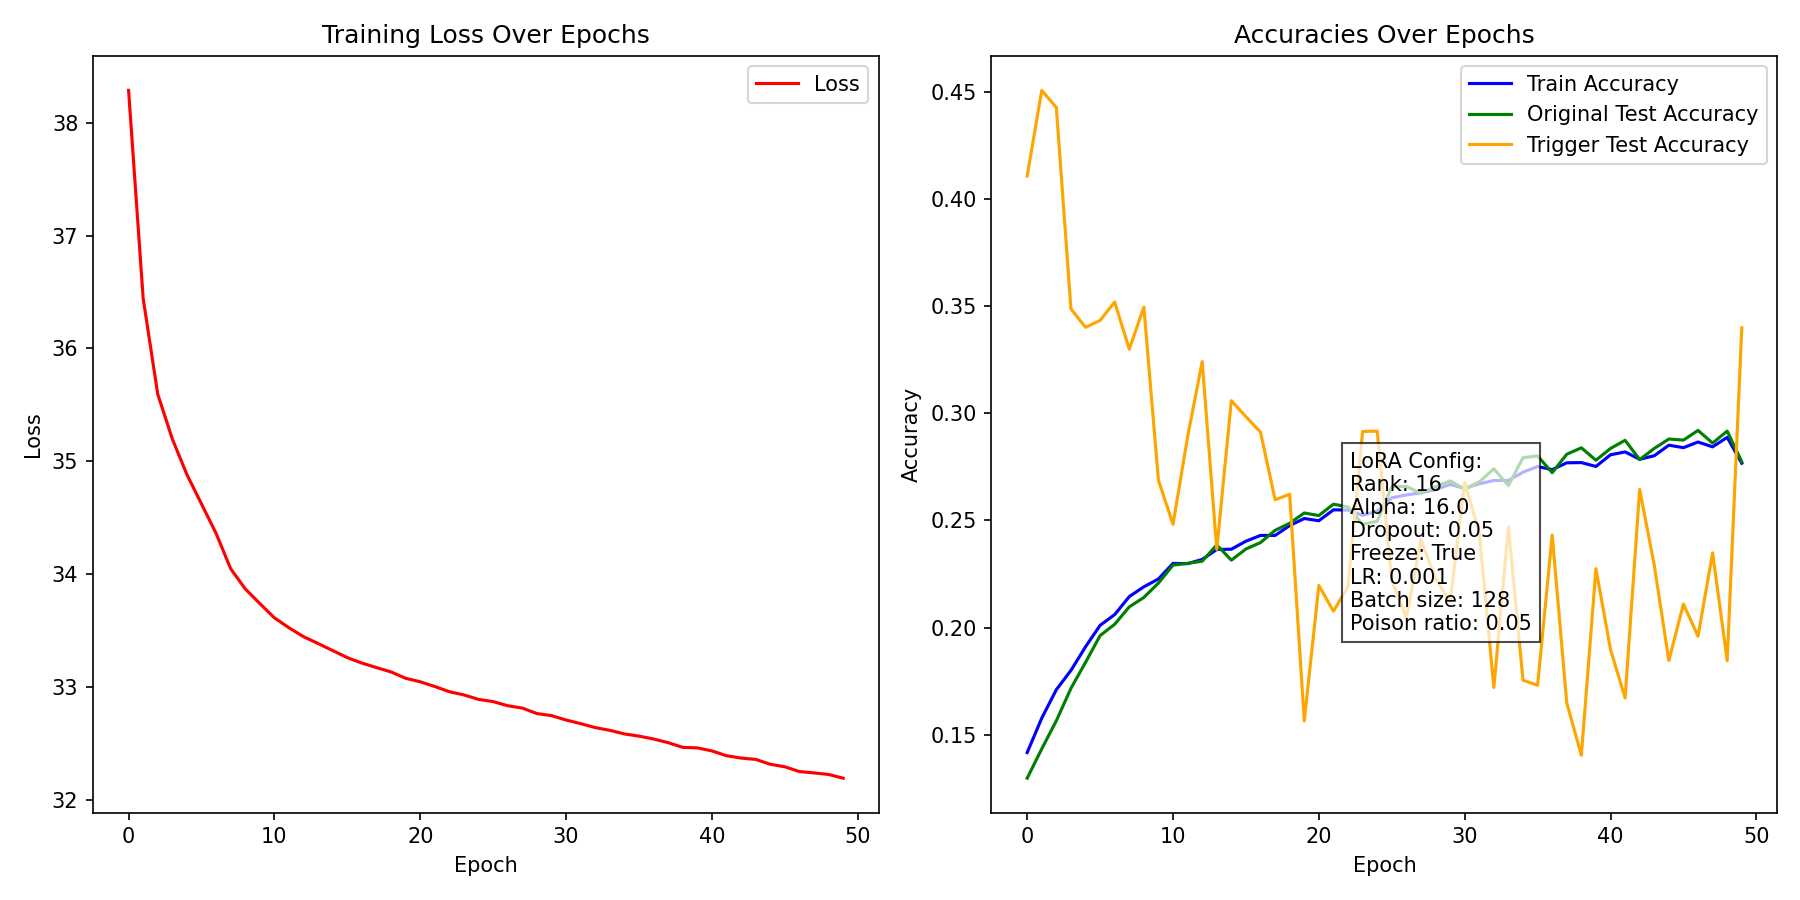 Training Loss Over Epochs
Loss
38
37
36
35
34
33
32
Loss
0
10
20
30
40
50
Epoch
Accuracies Over Epochs
Train Accuracy
Original Test Accuracy
Trigger Test Accuracy
0.45
0.40
0.35
0.30
0.25
0.20
0.15
Accuracy
LoRA Config:
Rank: 16
Alpha: 16.0
Dropout: 0.05
Freeze: True
LR: 0.001
Batch size: 128
Poison ratio: 0.05
0
10
20
30
40
50
Epoch